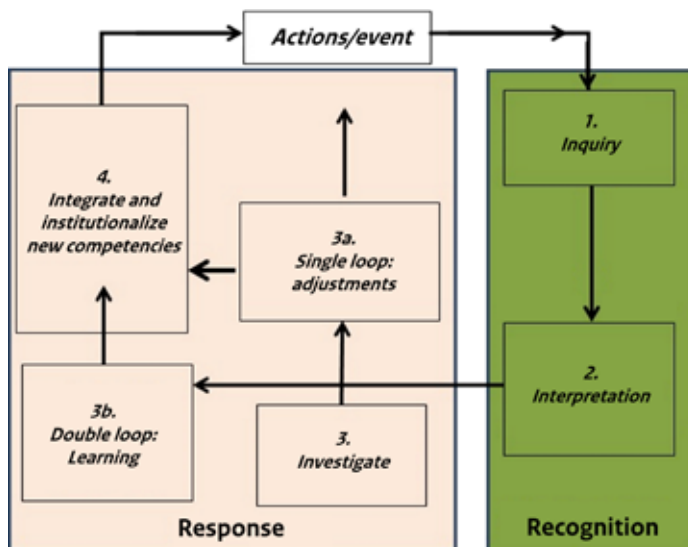 Actions/event
1.
Inquiry
4.
Integrate and
institutionalize
new competencies
3a.
Single loop:
adjustments
2.
Interpretation
3b.
Double loop:
Learning
3.
Investigate
Response
Recognition